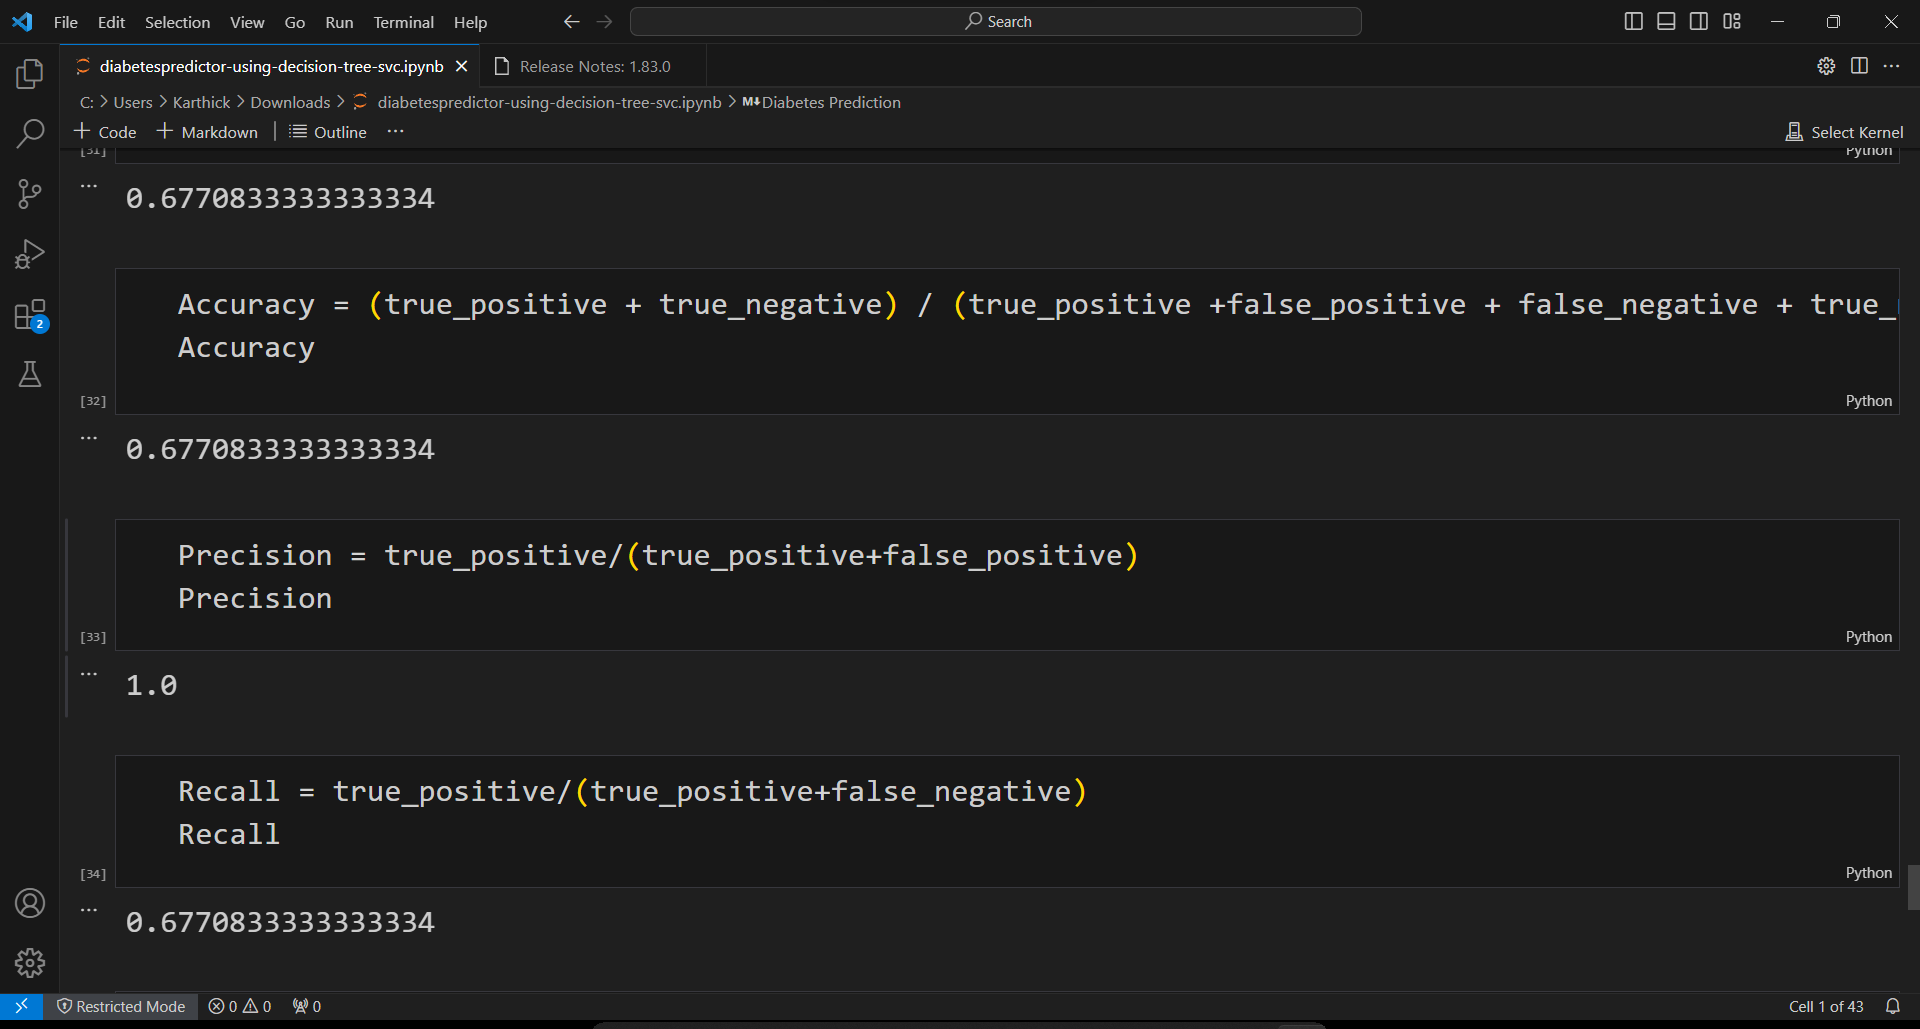 File Edit Selection View Go Run Terminal Help Search
diabetespredictor-using-decision-tree-svc.ipynb Release Notes: 1.83.0
C: > Users > Karthick > Downloads > diabetespredictor-using-decision-tree-svc.ipynb > M↓Diabetes Prediction
+ Code + Markdown | Outline ··· Select Kernel
[31] Python
0.6770833333333334
Accuracy = (true_positive + true_negative) / (true_positive +false_positive + false_negative + true_
Accuracy
[32] Python
0.6770833333333334
Precision = true_positive/(true_positive+false_positive)
Precision
[33] Python
1.0
Recall = true_positive/(true_positive+false_negative)
Recall
[34] Python
0.6770833333333334
2
Restricted Mode 0 0 0 Cell 1 of 43